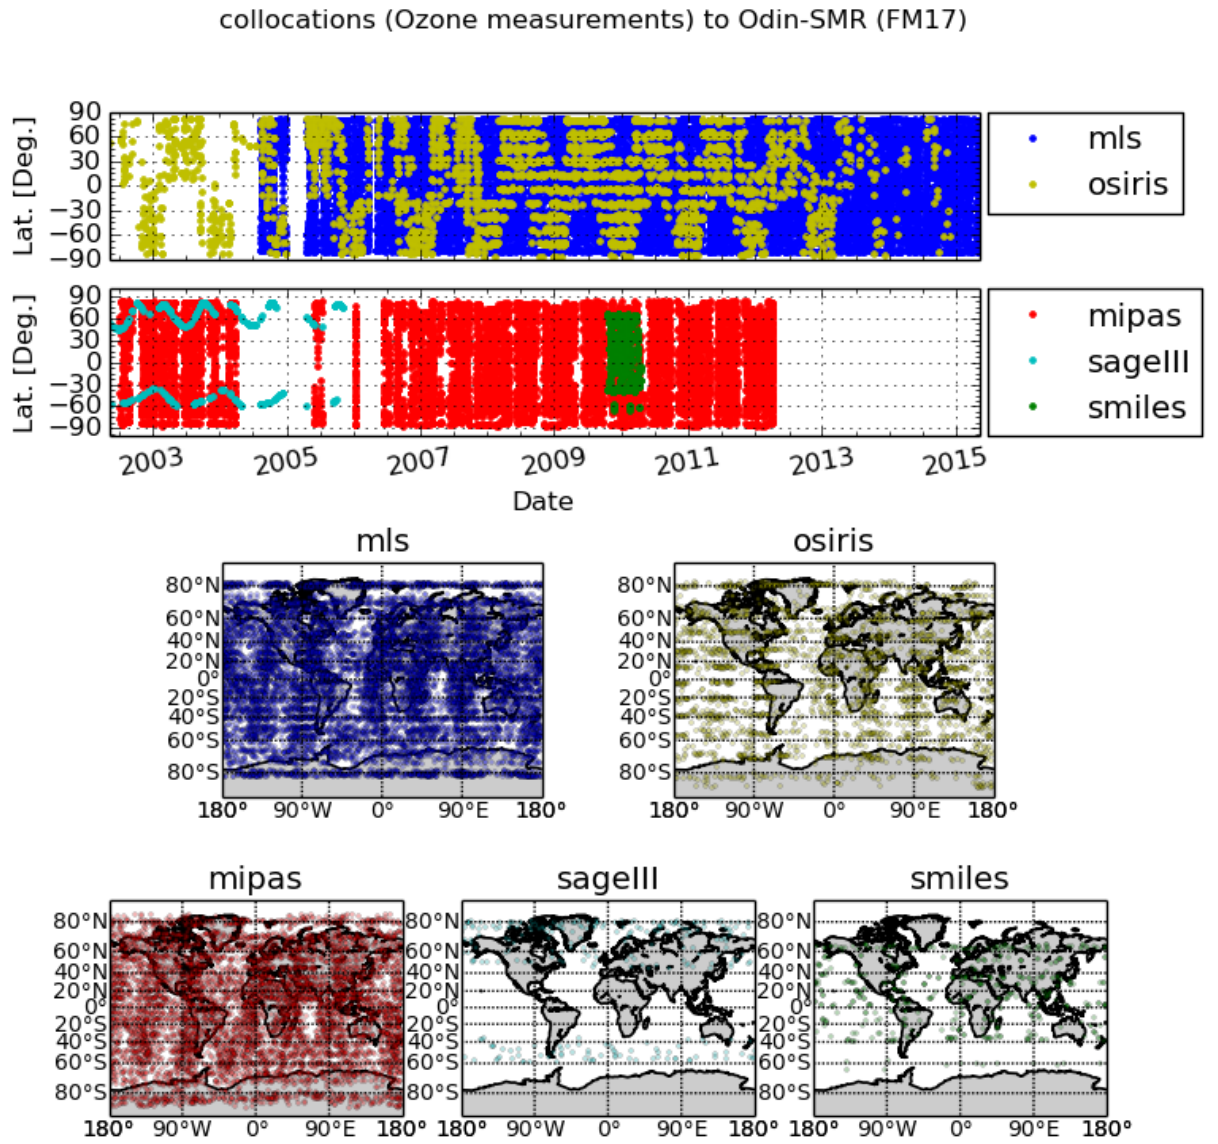 collocations (Ozone measurements) to Odin-SMR (FM17)
90
60
30
0
−30
−60
−90
Lat. [Deg.]
mls
osiris
90
60
30
0
−30
−60
−90
Lat. [Deg.]
mipas
sageIII
smiles
2003 2005 2007 2009 2011 2013 2015
Date
mls
80°N
60°N
40°N
20°N
0°
20°S
40°S
60°S
80°S
180° 90°W 0° 90°E 180°
osiris
80°N
60°N
40°N
20°N
0°
20°S
40°S
60°S
80°S
180° 90°W 0° 90°E 180°
mipas
80°N
60°N
40°N
20°N
0°
20°S
40°S
60°S
80°S
180° 90°W 0° 90°E 180°
sageIII
80°N
60°N
40°N
20°N
0°
20°S
40°S
60°S
80°S
180° 90°W 0° 90°E 180°
smiles
80°N
60°N
40°N
20°N
0°
20°S
40°S
60°S
80°S
180° 90°W 0° 90°E 180°